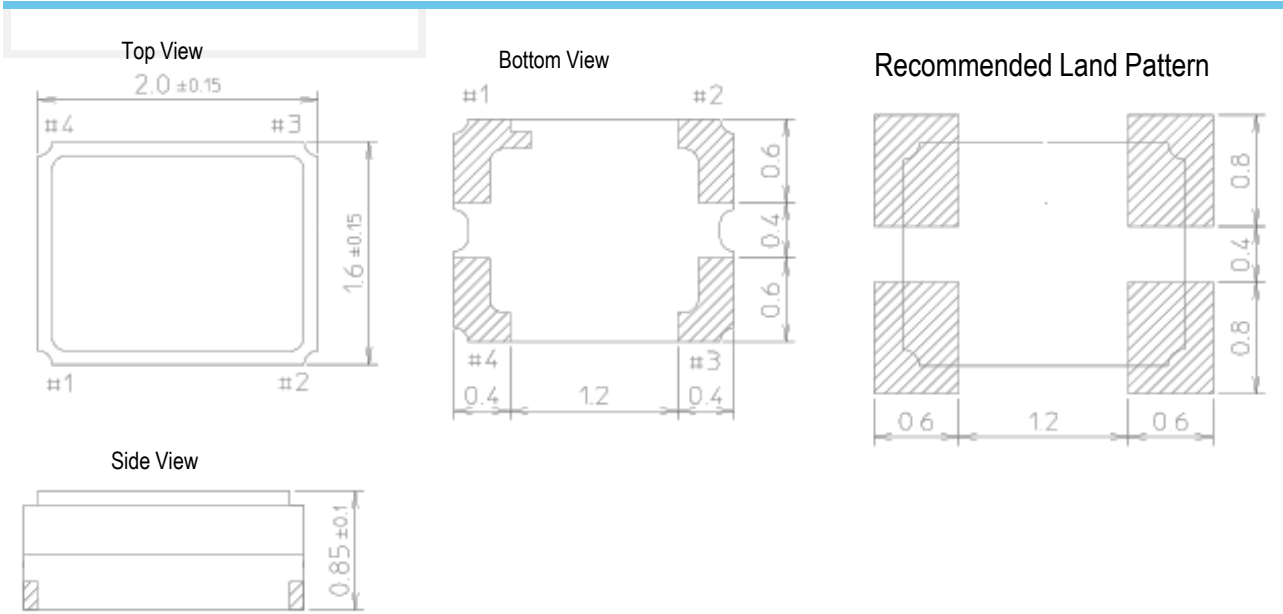 Top View
2.0 ±0.15
#4 #3
1.6 ±0.15
#1 #2
Bottom View
#1 #2
0.6
0.4
0.6
#4 #3
0.4 1.2 0.4
Recommended Land Pattern
0.8
0.4
0.8
0.6 1.2 0.6
Side View
0.85 ±0.1